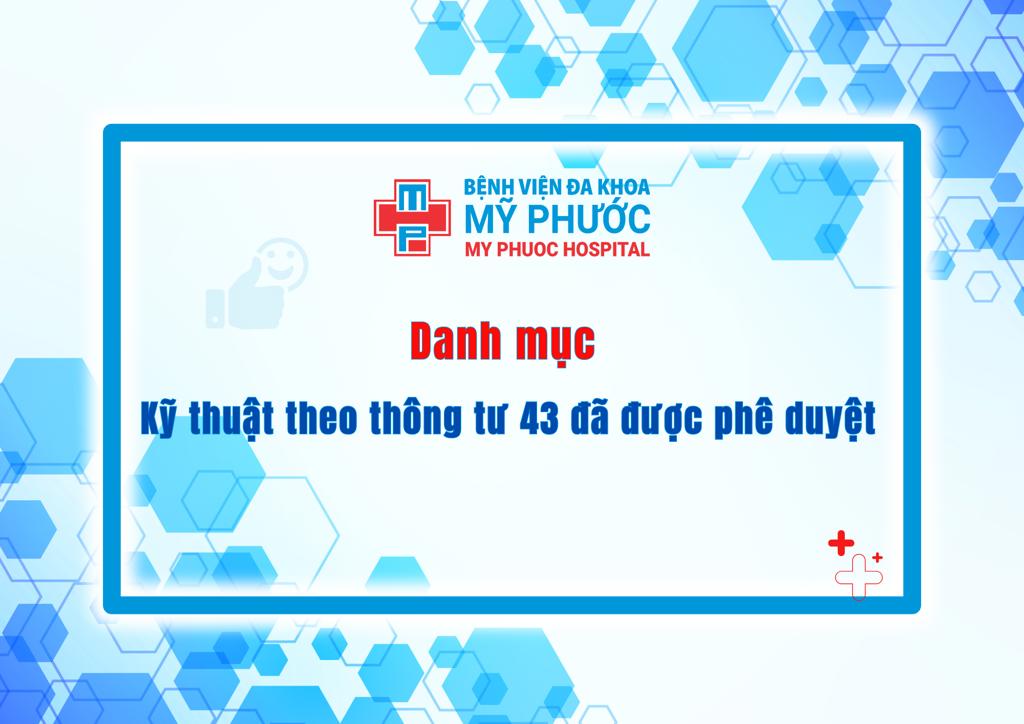 MP
BỆNH VIỆN ĐA KHOA
MỸ PHƯỚC
MY PHUOC HOSPITAL
Danh mục
Kỹ thuật theo thông tư 43 đã được phê duyệt